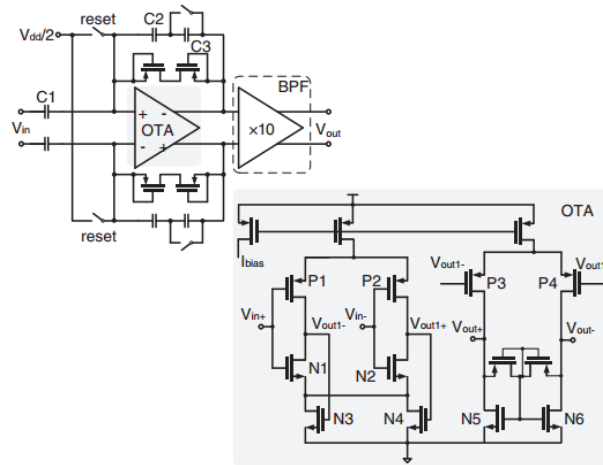 reset
C2
Vdd/2
C3
BPF
C1
+ -
Vin
OTA
×10
Vout
- +
reset
OTA
Ibias
P1
P2
Vout1-
Vout1
P3
P4
Vin+
Vout1-
Vin-
Vout1+
Vout+
Vout-
N1
N2
N3
N4
N5
N6